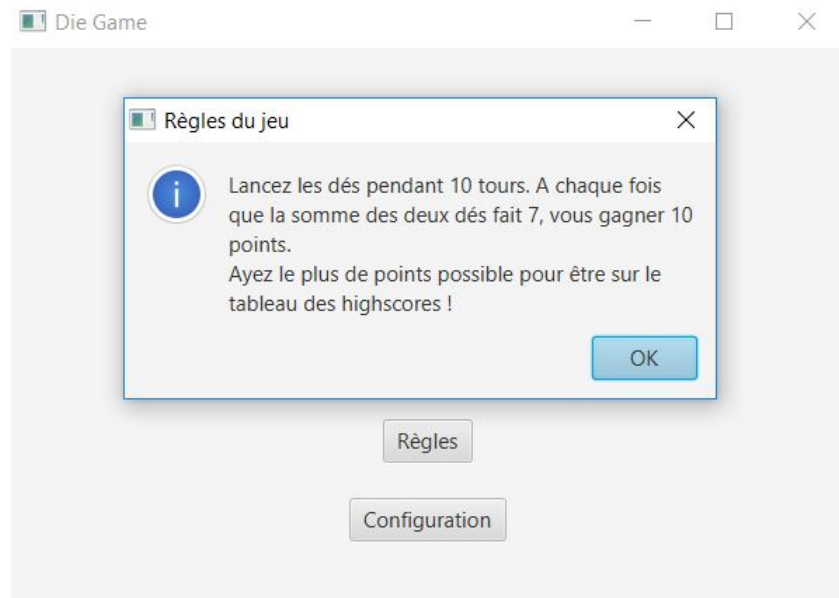 Die Game
Règles du jeu
Lancez les dés pendant 10 tours. A chaque fois
que la somme des deux dés fait 7, vous gagner 10
points.
Ayez le plus de points possible pour être sur le
tableau des highscores !
OK
Règles
Configuration